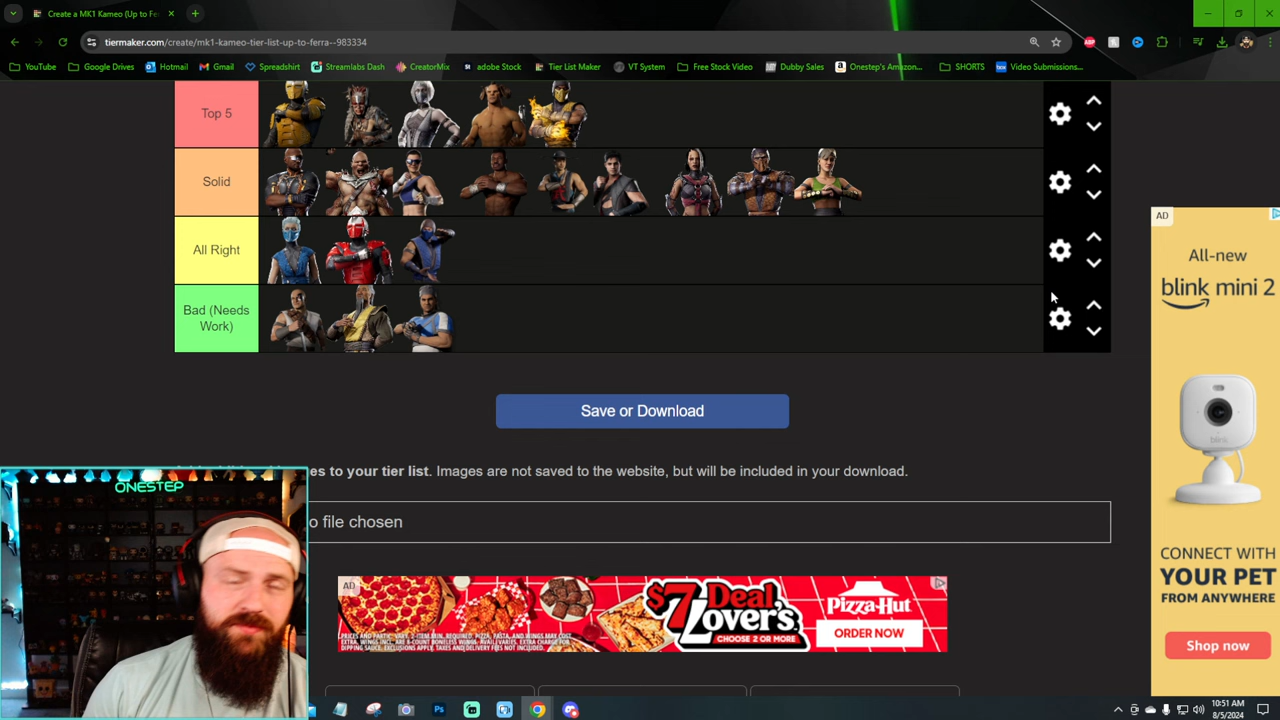 Create a MK1 Kameo (Up to Fer
tiermaker.com/create/mk1-kameo-tier-list-up-to-ferra--983334
YouTube Google Drives Hotmail Gmail Spreadshirt Streamlabs Dash CreatorMix adobe Stock Tier List Maker VT System Free Stock Video Dubby Sales Onestep's Amazon... SHORTS Video Submissions...
Top 5
Solid
All Right
Bad (Needs
Work)
Save or Download
es to your tier list. Images are not saved to the website, but will be included in your download.
o file chosen
ONESTEP
AD
$7 Deal
Lover's
CHOOSE 2 OR MORE
Pizza Hut
ORDER NOW
AD
All-new
blink mini 2
blink
CONNECT WITH
YOUR PET
FROM ANYWHERE
Shop now
10:51 AM
8/5/2024